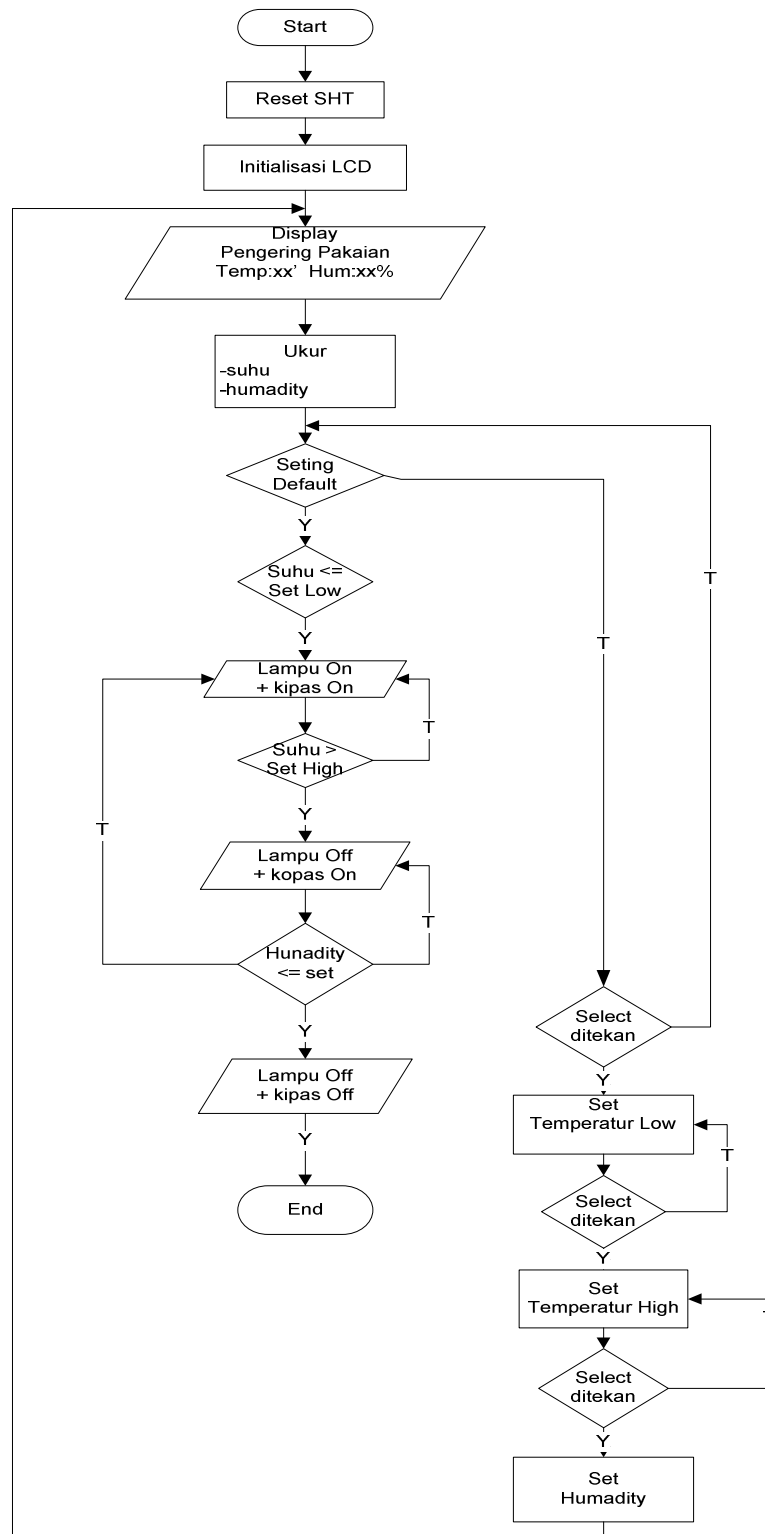 Start
Reset SHT
Initialisasi LCD
Display
Pengering Pakaian
Temp:xx' Hum:xx%
Ukur
-suhu
-humadity
Seting
Default
Y
Suhu <=
Set Low
Y
Lampu On
+ kipas On
T
Suhu >
Set High
Y
T
Lampu Off
+ kopas On
T
Hunadity
<= set
Y
Lampu Off
+ kipas Off
Y
End
T
T
Select
ditekan
Y
Set
Temperatur Low
T
Select
ditekan
Y
Set
Temperatur High
Select
ditekan
Y
Set
Humadity